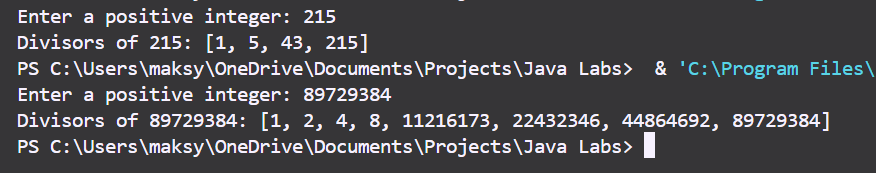 Enter a positive integer: 215
Divisors of 215: [1, 5, 43, 215]
PS C:\Users\maksy\OneDrive\Documents\Projects\Java Labs>  & 'C:\Program Files\
Enter a positive integer: 89729384
Divisors of 89729384: [1, 2, 4, 8, 11216173, 22432346, 44864692, 89729384]
PS C:\Users\maksy\OneDrive\Documents\Projects\Java Labs>